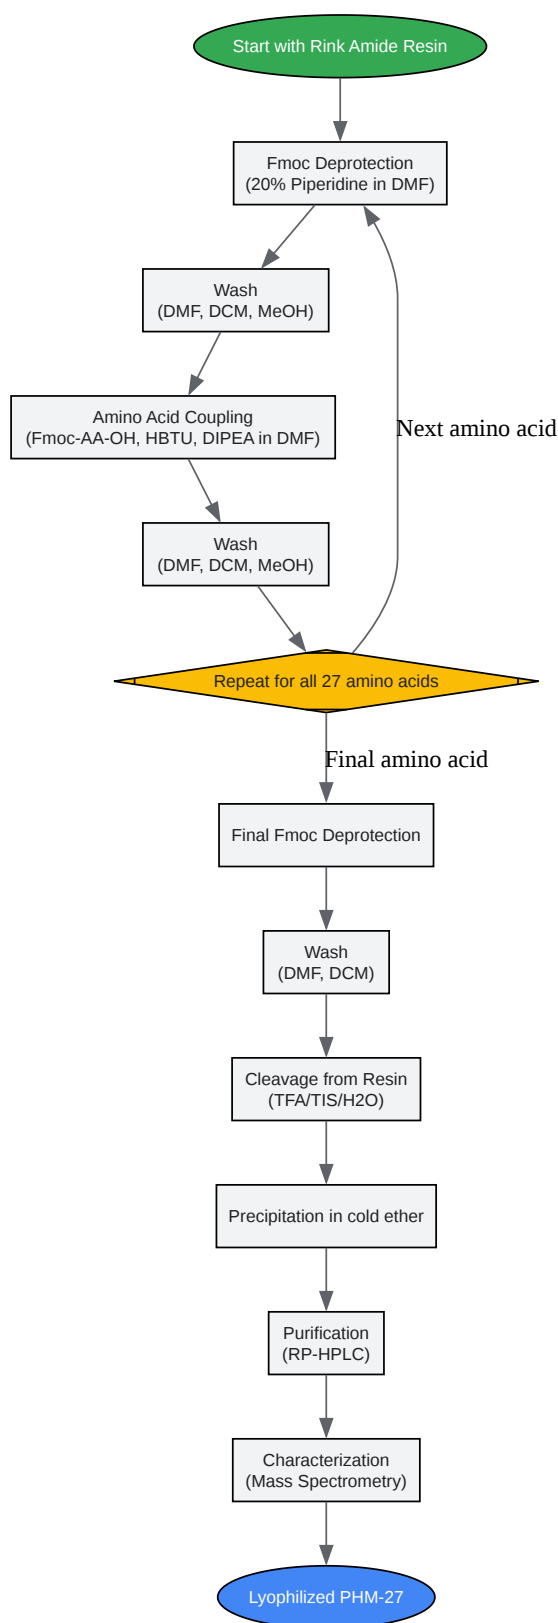 Start with Rink Amide Resin
Fmoc Deprotection
(20% Piperidine in DMF)
Wash
(DMF, DCM, MeOH)
Amino Acid Coupling
(Fmoc-AA-OH, HBTU, DIPEA in DMF)
Next amino acid
Wash
(DMF, DCM, MeOH)
Repeat for all 27 amino acids
Final amino acid
Final Fmoc Deprotection
Wash
(DMF, DCM)
Cleavage from Resin
(TFA/TIS/H2O)
Precipitation in cold ether
Purification
(RP-HPLC)
Characterization
(Mass Spectrometry)
Lyophilized PHM-27